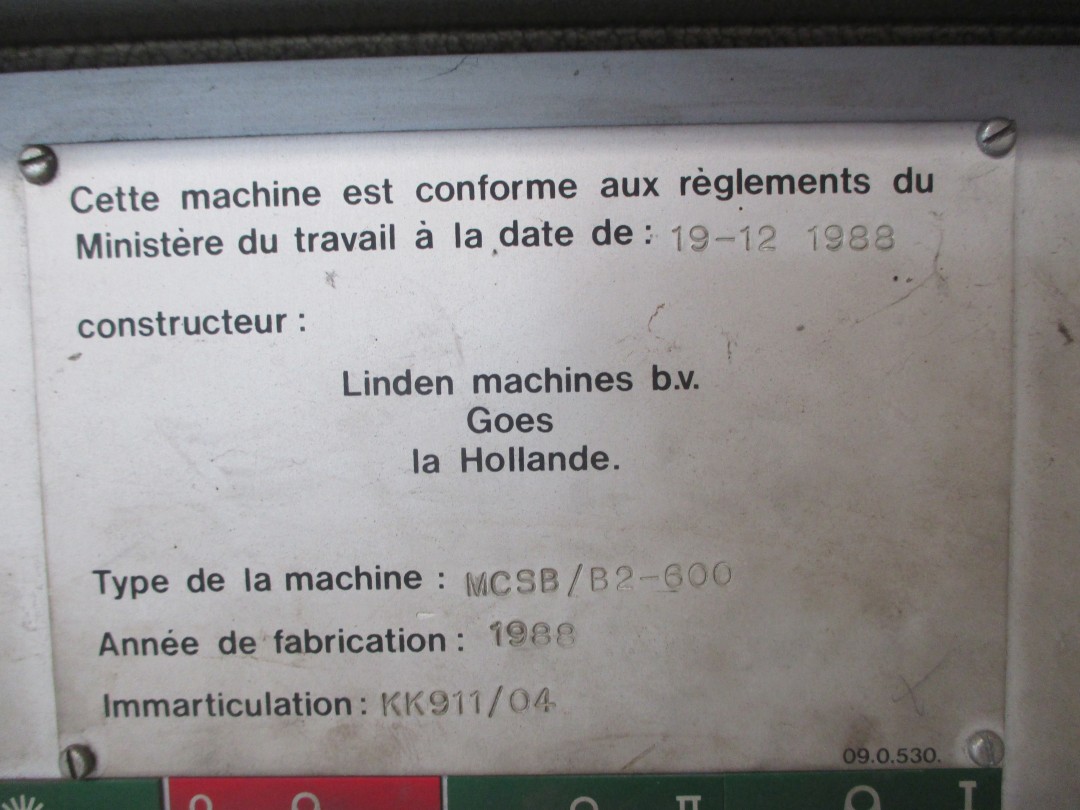 Cette machine est conforme aux règlements du
Ministère du travail à la date de : 19-12 1988
constructeur :
Linden machines b.v.
Goes
la Hollande.
Type de la machine : MCSB/B2-600
Année de fabrication : 1988
Immarticulation : KK911/04
09.0.530.